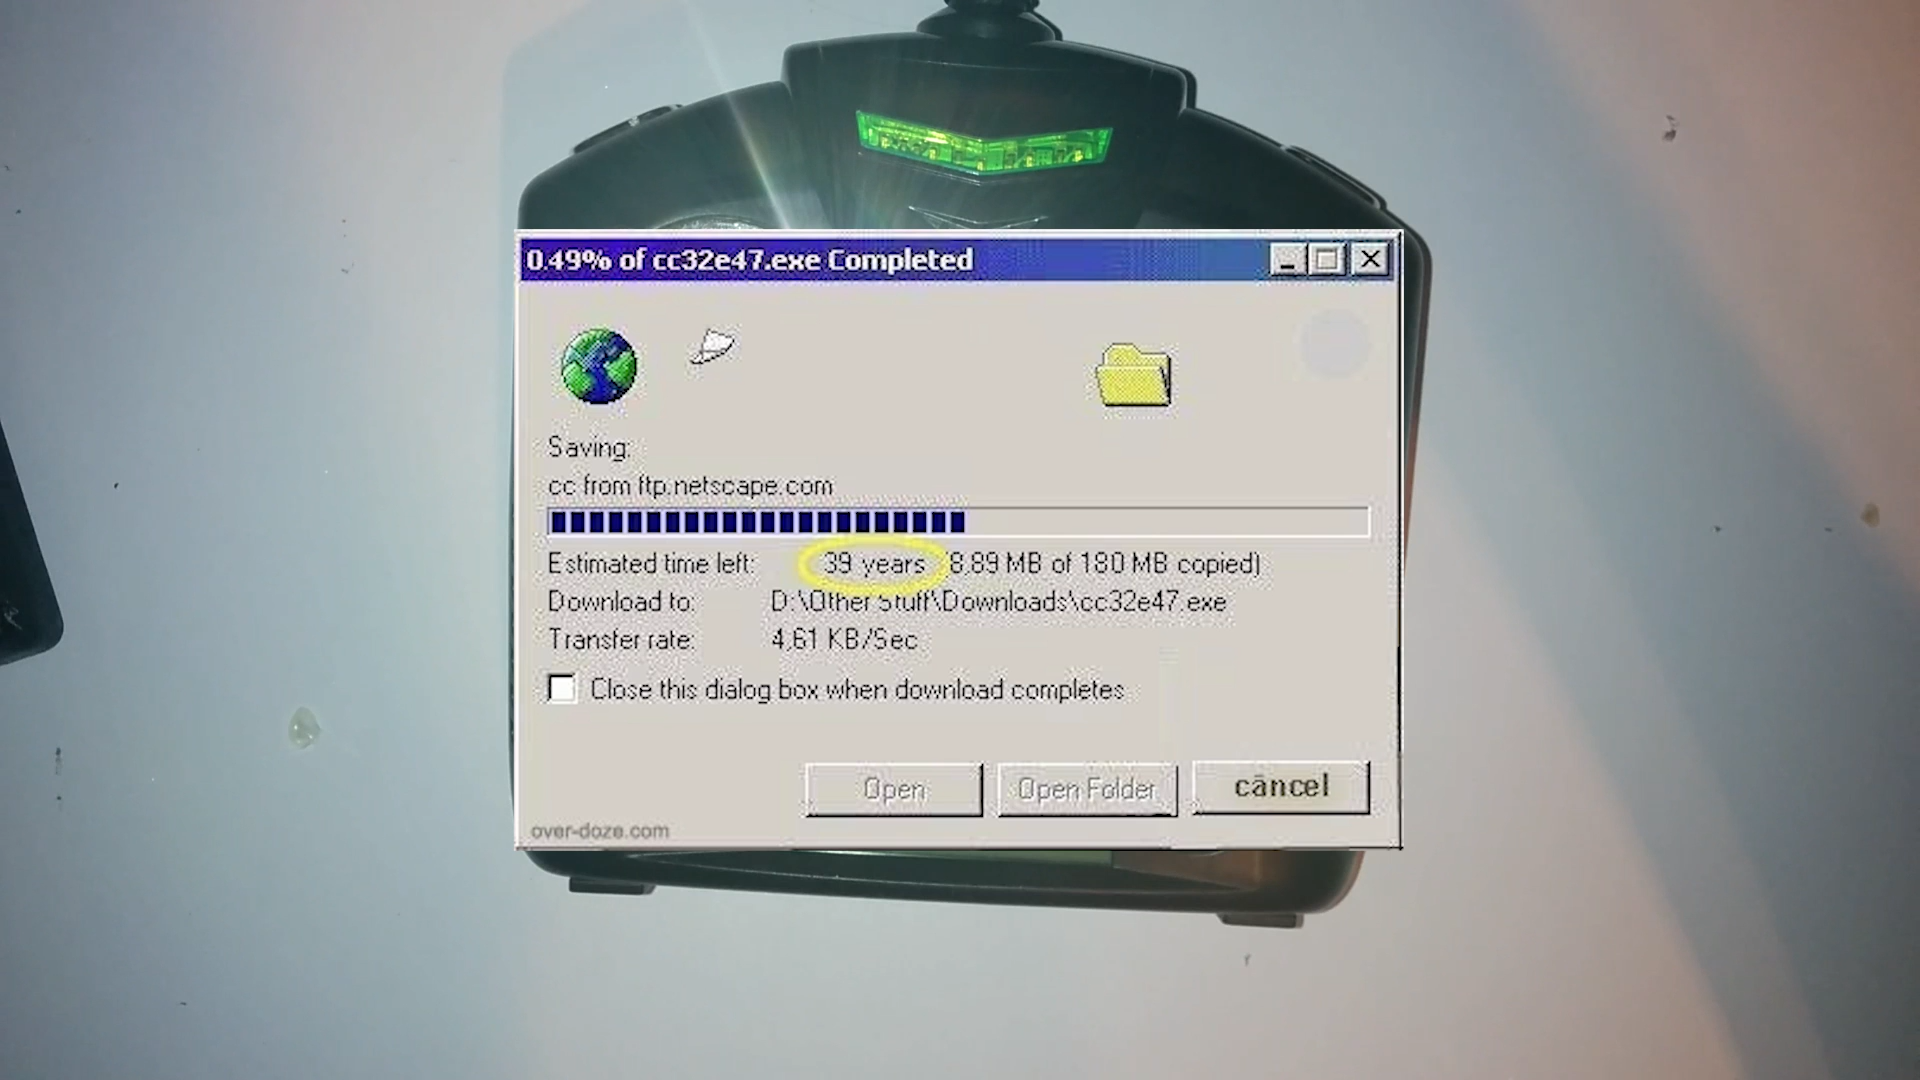 0.49% of cc32e47.exe Completed
Saving:
cc from ftp.netscape.com
Estimated time left: 39 years (8,89 MB of 180 MB copied)
Download to: D:\Other Stuff\Downloads\cc32e47.exe
Transfer rate: 4,61 KB/Sec
Close this dialog box when download completes
Open Open Folder cancel
over-doze.com